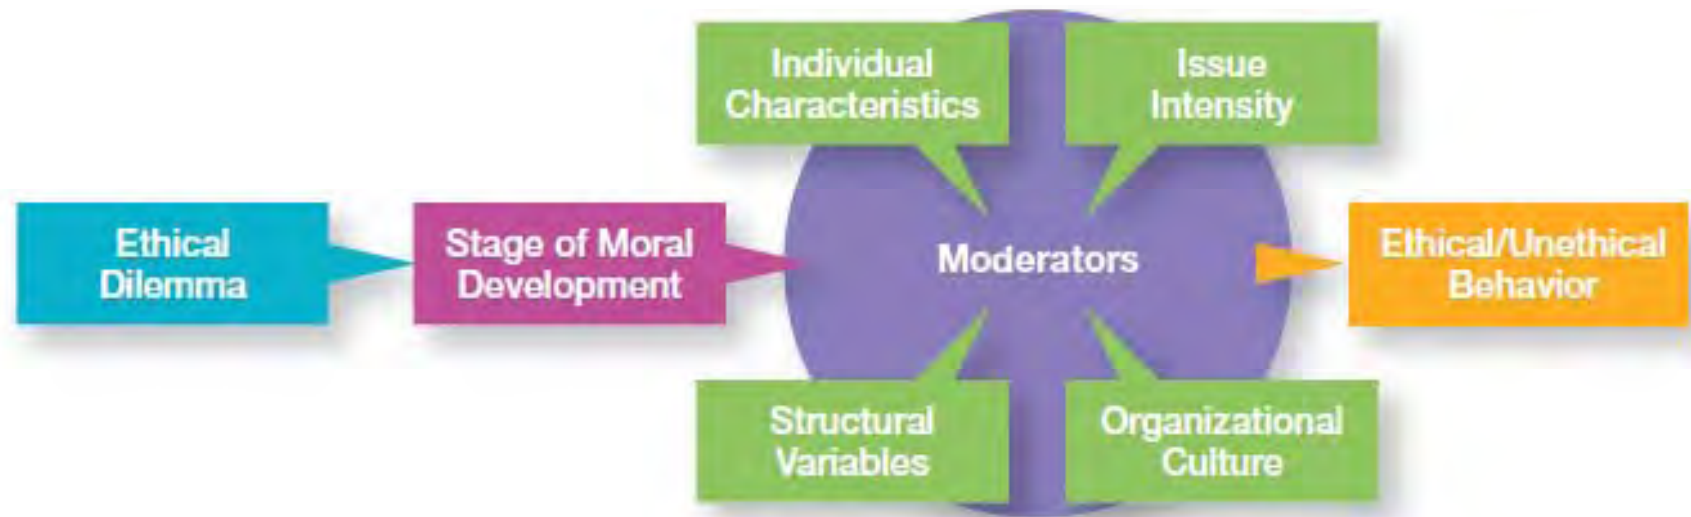 Individual
Characteristics
Issue
Intensity
Ethical
Dilemma
Stage of Moral
Development
Moderators
Ethical/Unethical
Behavior
Structural
Variables
Organizational
Culture